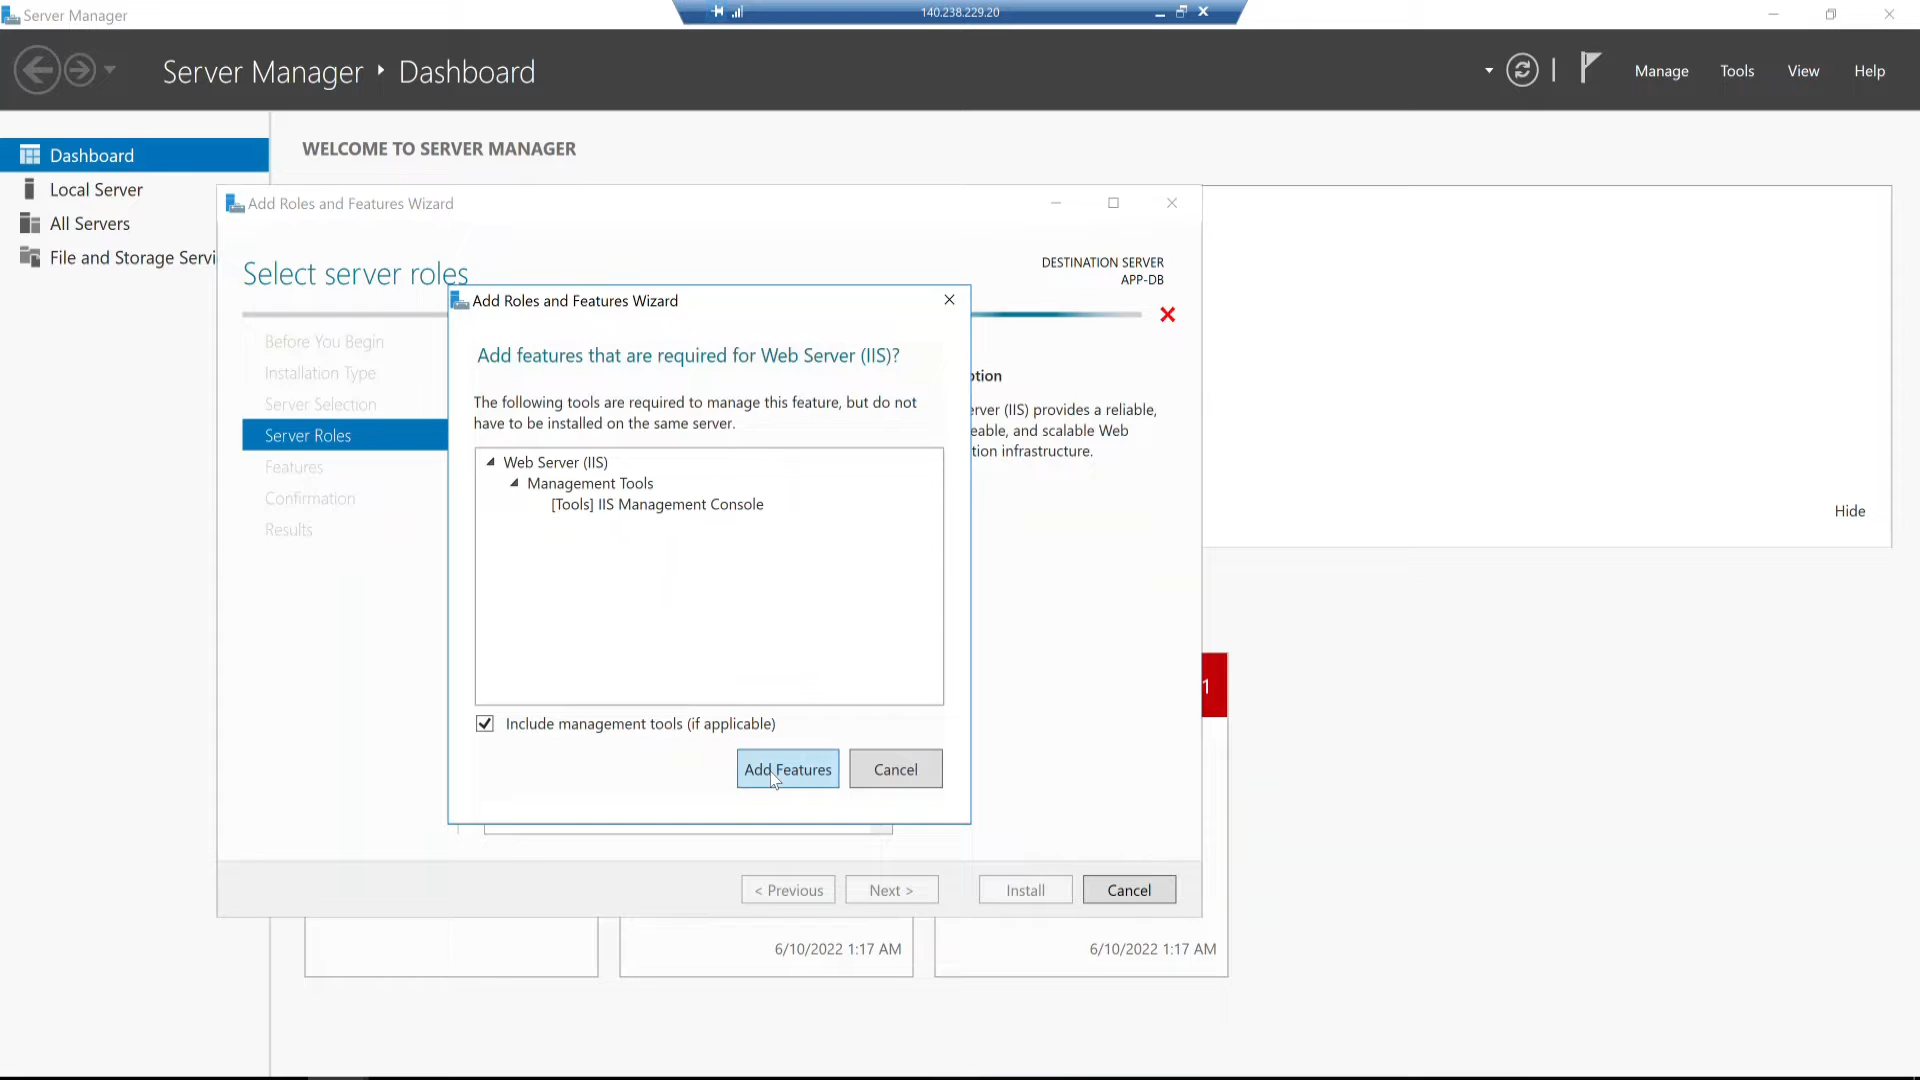 Server Manager
140.238.229.20
Server Manager
Dashboard
Manage
Tools
View
Help
Dashboard
Local Server
All Servers
File and Storage Servi
WELCOME TO SERVER MANAGER
Add Roles and Features Wizard
Select server roles
DESTINATION SERVER
APP-DB
Before You Begin
Installation Type
Server Selection
Server Roles
Features
Confirmation
Results
Add Roles and Features Wizard
Add features that are required for Web Server (IIS)?
The following tools are required to manage this feature, but do not
have to be installed on the same server.
Web Server (IIS)
Management Tools
[Tools] IIS Management Console
Include management tools (if applicable)
Add Features
Cancel
ption
erver (IIS) provides a reliable,
eable, and scalable Web
tion infrastructure.
Hide
1
< Previous
Next >
Install
Cancel
6/10/2022 1:17 AM
6/10/2022 1:17 AM